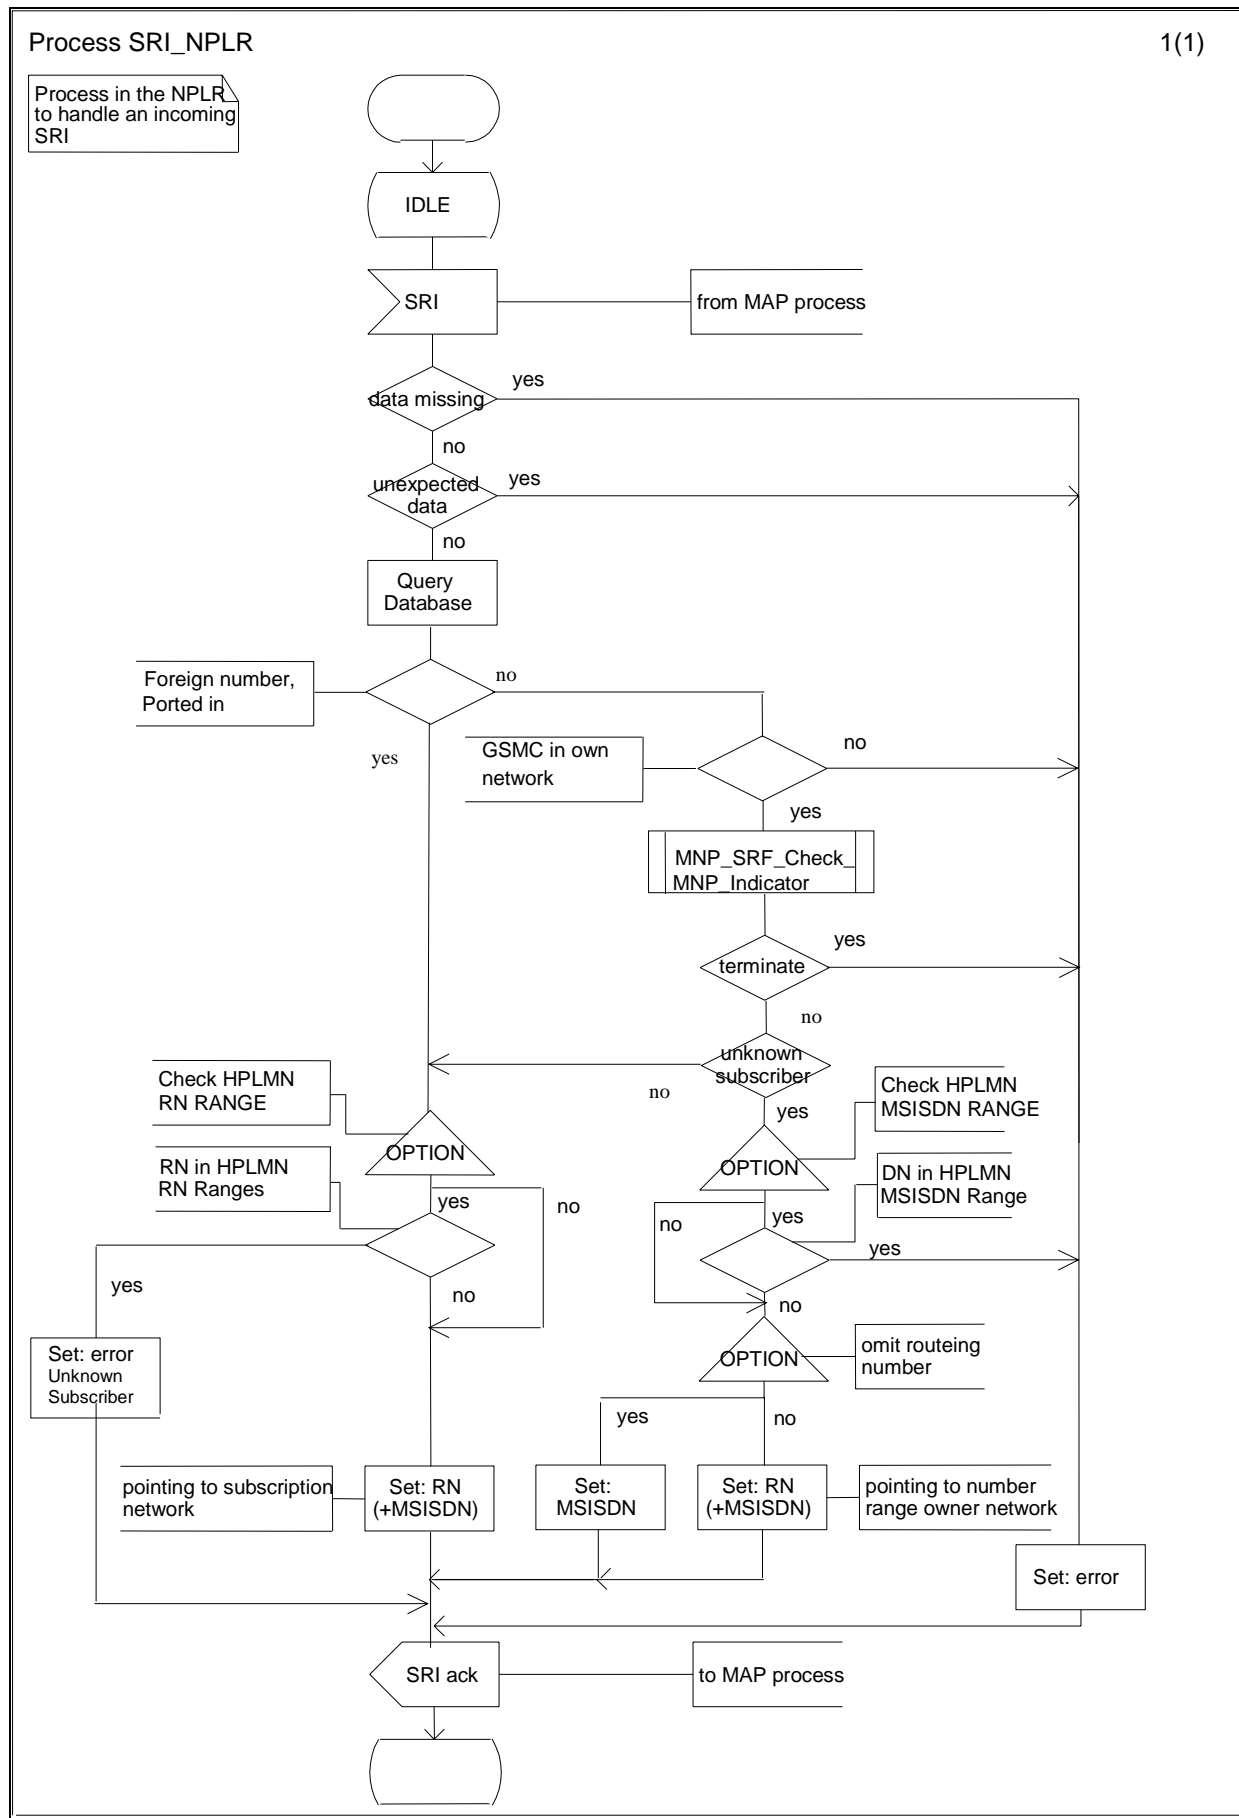 Process SRI_NPLR
1(1)
Process in the NPLR
to handle an incoming
SRI
IDLE
SRI
from MAP process
data missing
yes
no
unexpected
data
yes
no
Query
Database
Foreign number,
Ported in
no
yes
GSMC in own
network
no
yes
MNP_SRF_Check_
MNP_Indicator
terminate
yes
no
unknown
subscriber
no
yes
Check HPLMN
RN RANGE
OPTION
Check HPLMN
MSISDN RANGE
OPTION
RN in HPLMN
RN Ranges
yes
no
DN in HPLMN
MSISDN Range
no
yes
yes
yes
no
no
Set: error
Unknown
Subscriber
OPTION
omit routeing
number
yes
no
pointing to subscription
network
Set: RN
(+MSISDN)
Set:
MSISDN
Set: RN
(+MSISDN)
pointing to number
range owner network
Set: error
SRI ack
to MAP process